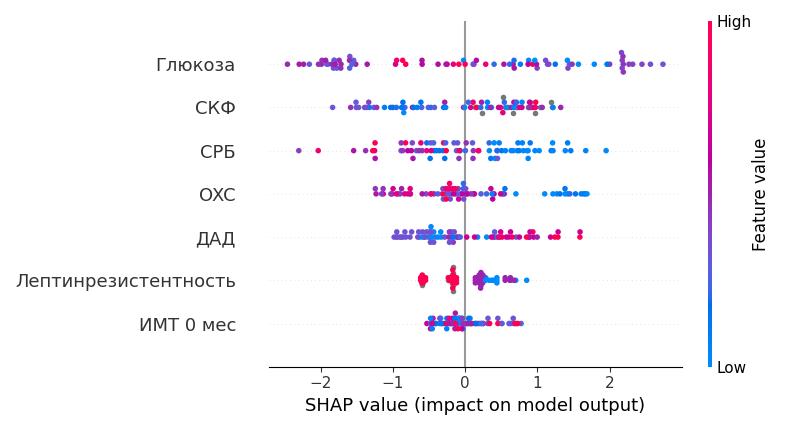 High
Глюкоза
СКФ
СРБ
ОХС
ДАД
Лептинрезистентность
ИМТ 0 мес
Feature value
Low
−2 −1 0 1 2
SHAP value (impact on model output)